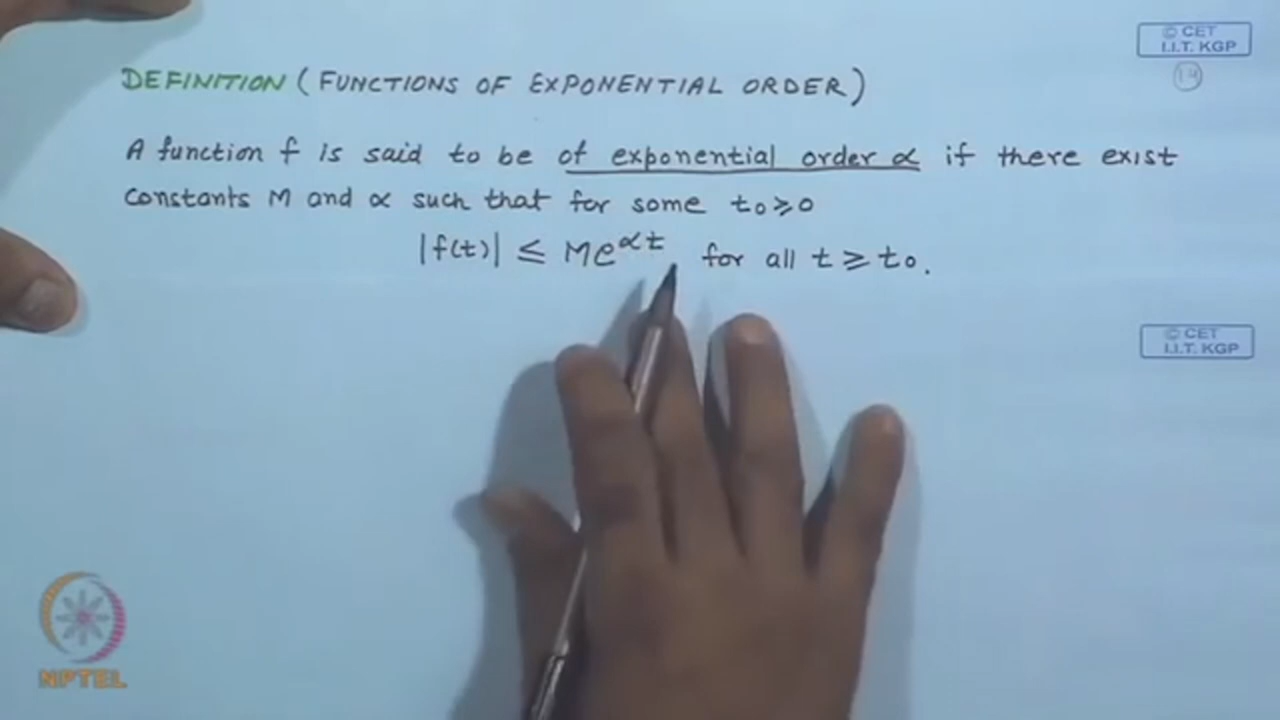 © CET
I.I.T. KGP
14
DEFINITION (FUNCTIONS OF EXPONENTIAL ORDER)
A function f is said to be of exponential order α if there exist
constants M and α such that for some t₀⩾0
|f(t)| ≤ Me^{αt} for all t ⩾ t₀.
© CET
I.I.T. KGP
NPTEL